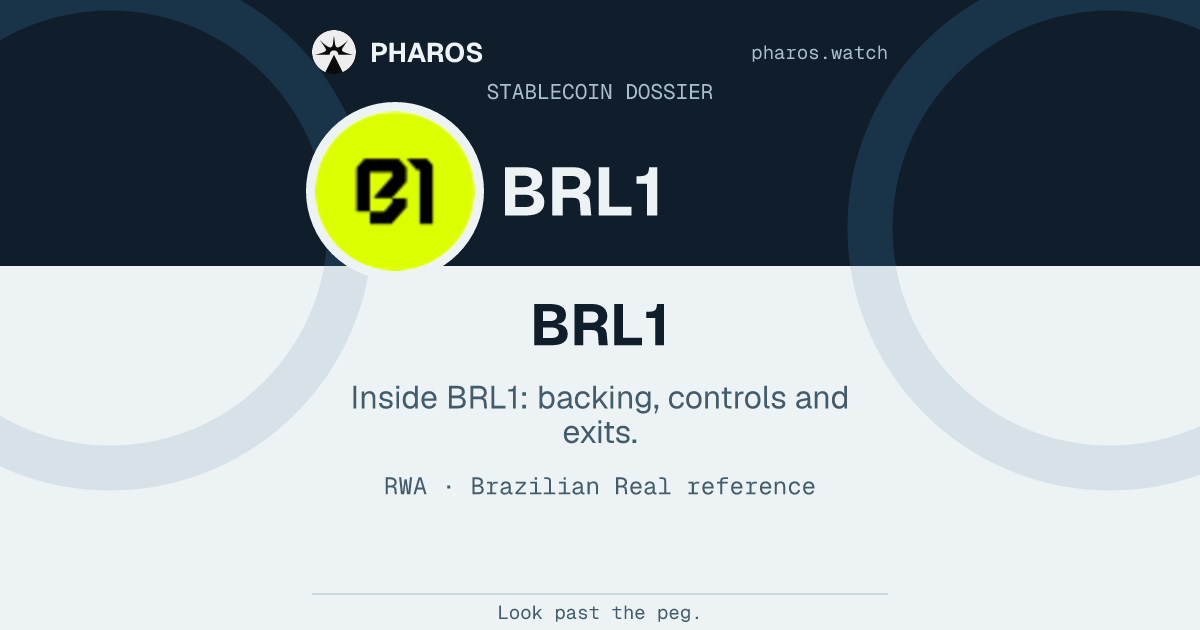 PHAROS
pharos.watch
STABLECOIN DOSSIER
B1
BRL1
BRL1
Inside BRL1: backing, controls and
exits.
RWA · Brazilian Real reference
Look past the peg.